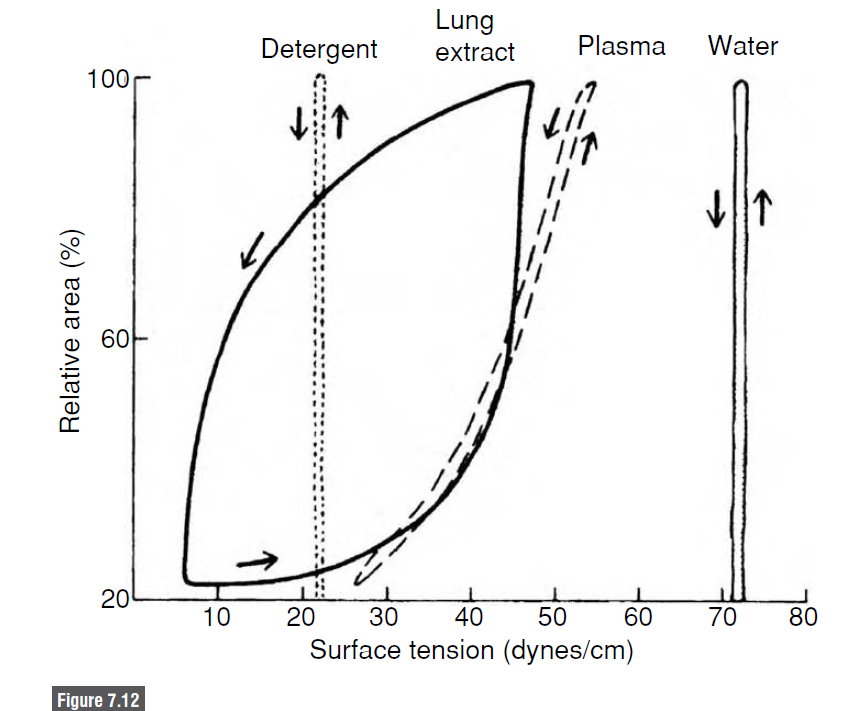 Detergent
Lung
extract
Plasma
Water
100
60
20
Relative area (%)
10 20 30 40 50 60 70 80
Surface tension (dynes/cm)
Figure 7.12